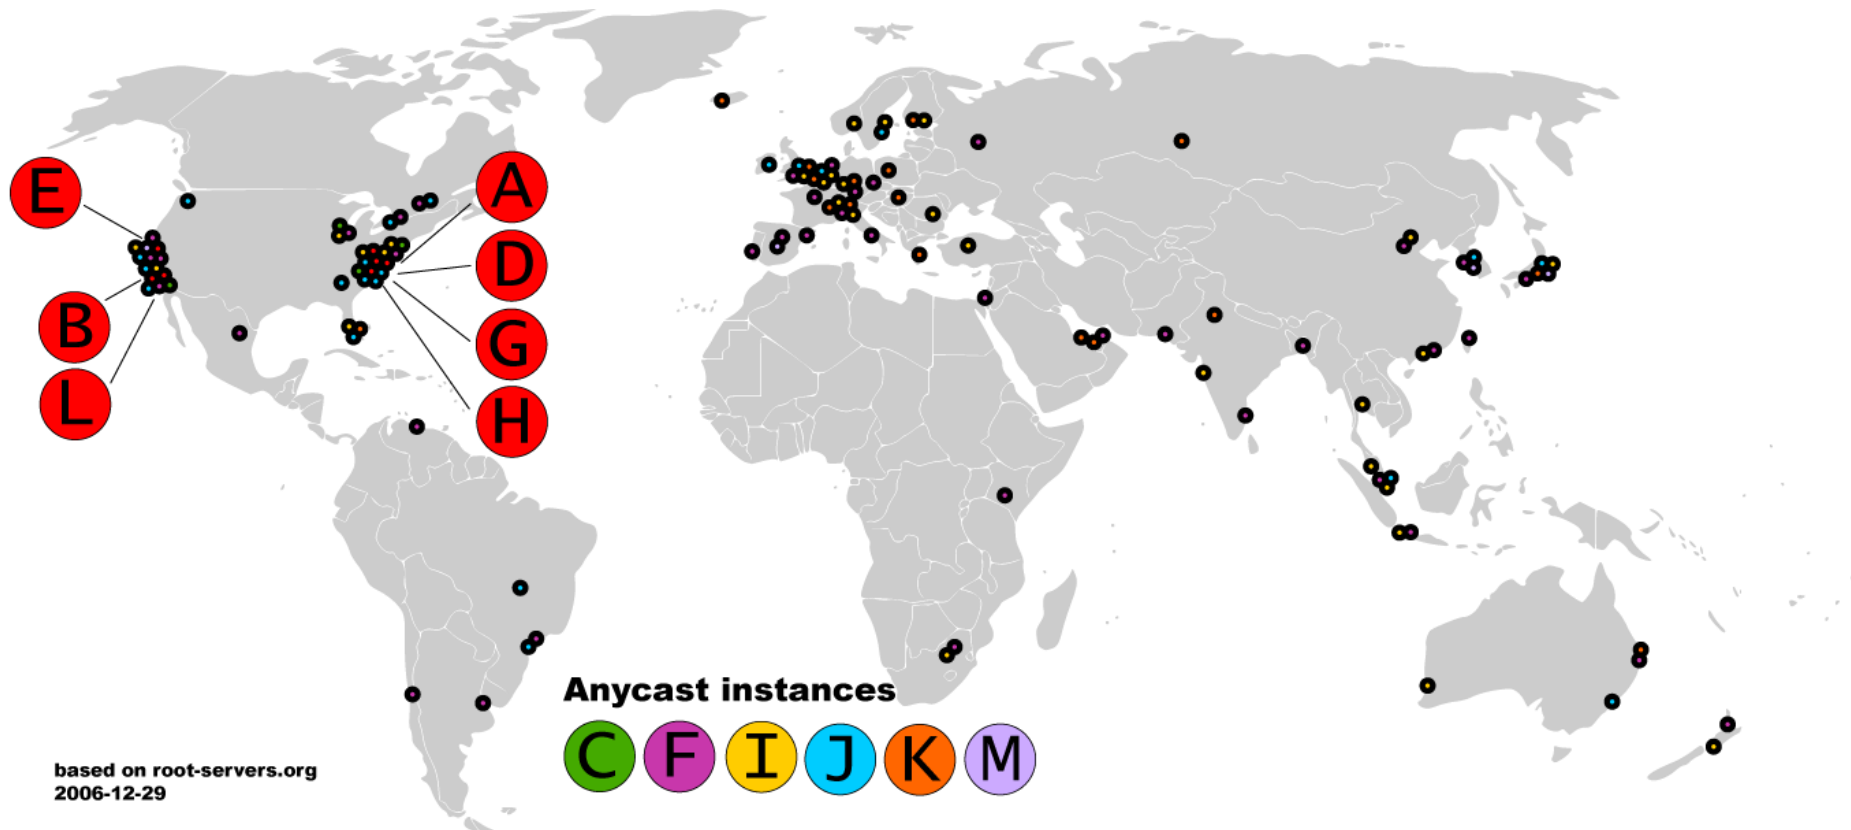 E
B
L
A
D
G
H
Anycast instances
C F I J K M
based on root-servers.org
2006-12-29